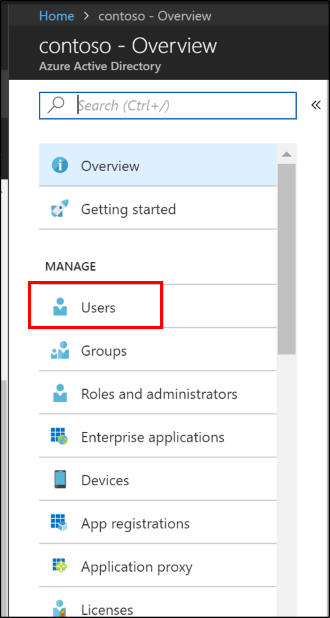 Home > contoso - Overview
contoso - Overview
Azure Active Directory
Search (Ctrl+/)
Overview
Getting started
MANAGE
Users
Groups
Roles and administrators
Enterprise applications
Devices
App registrations
Application proxy
Licenses